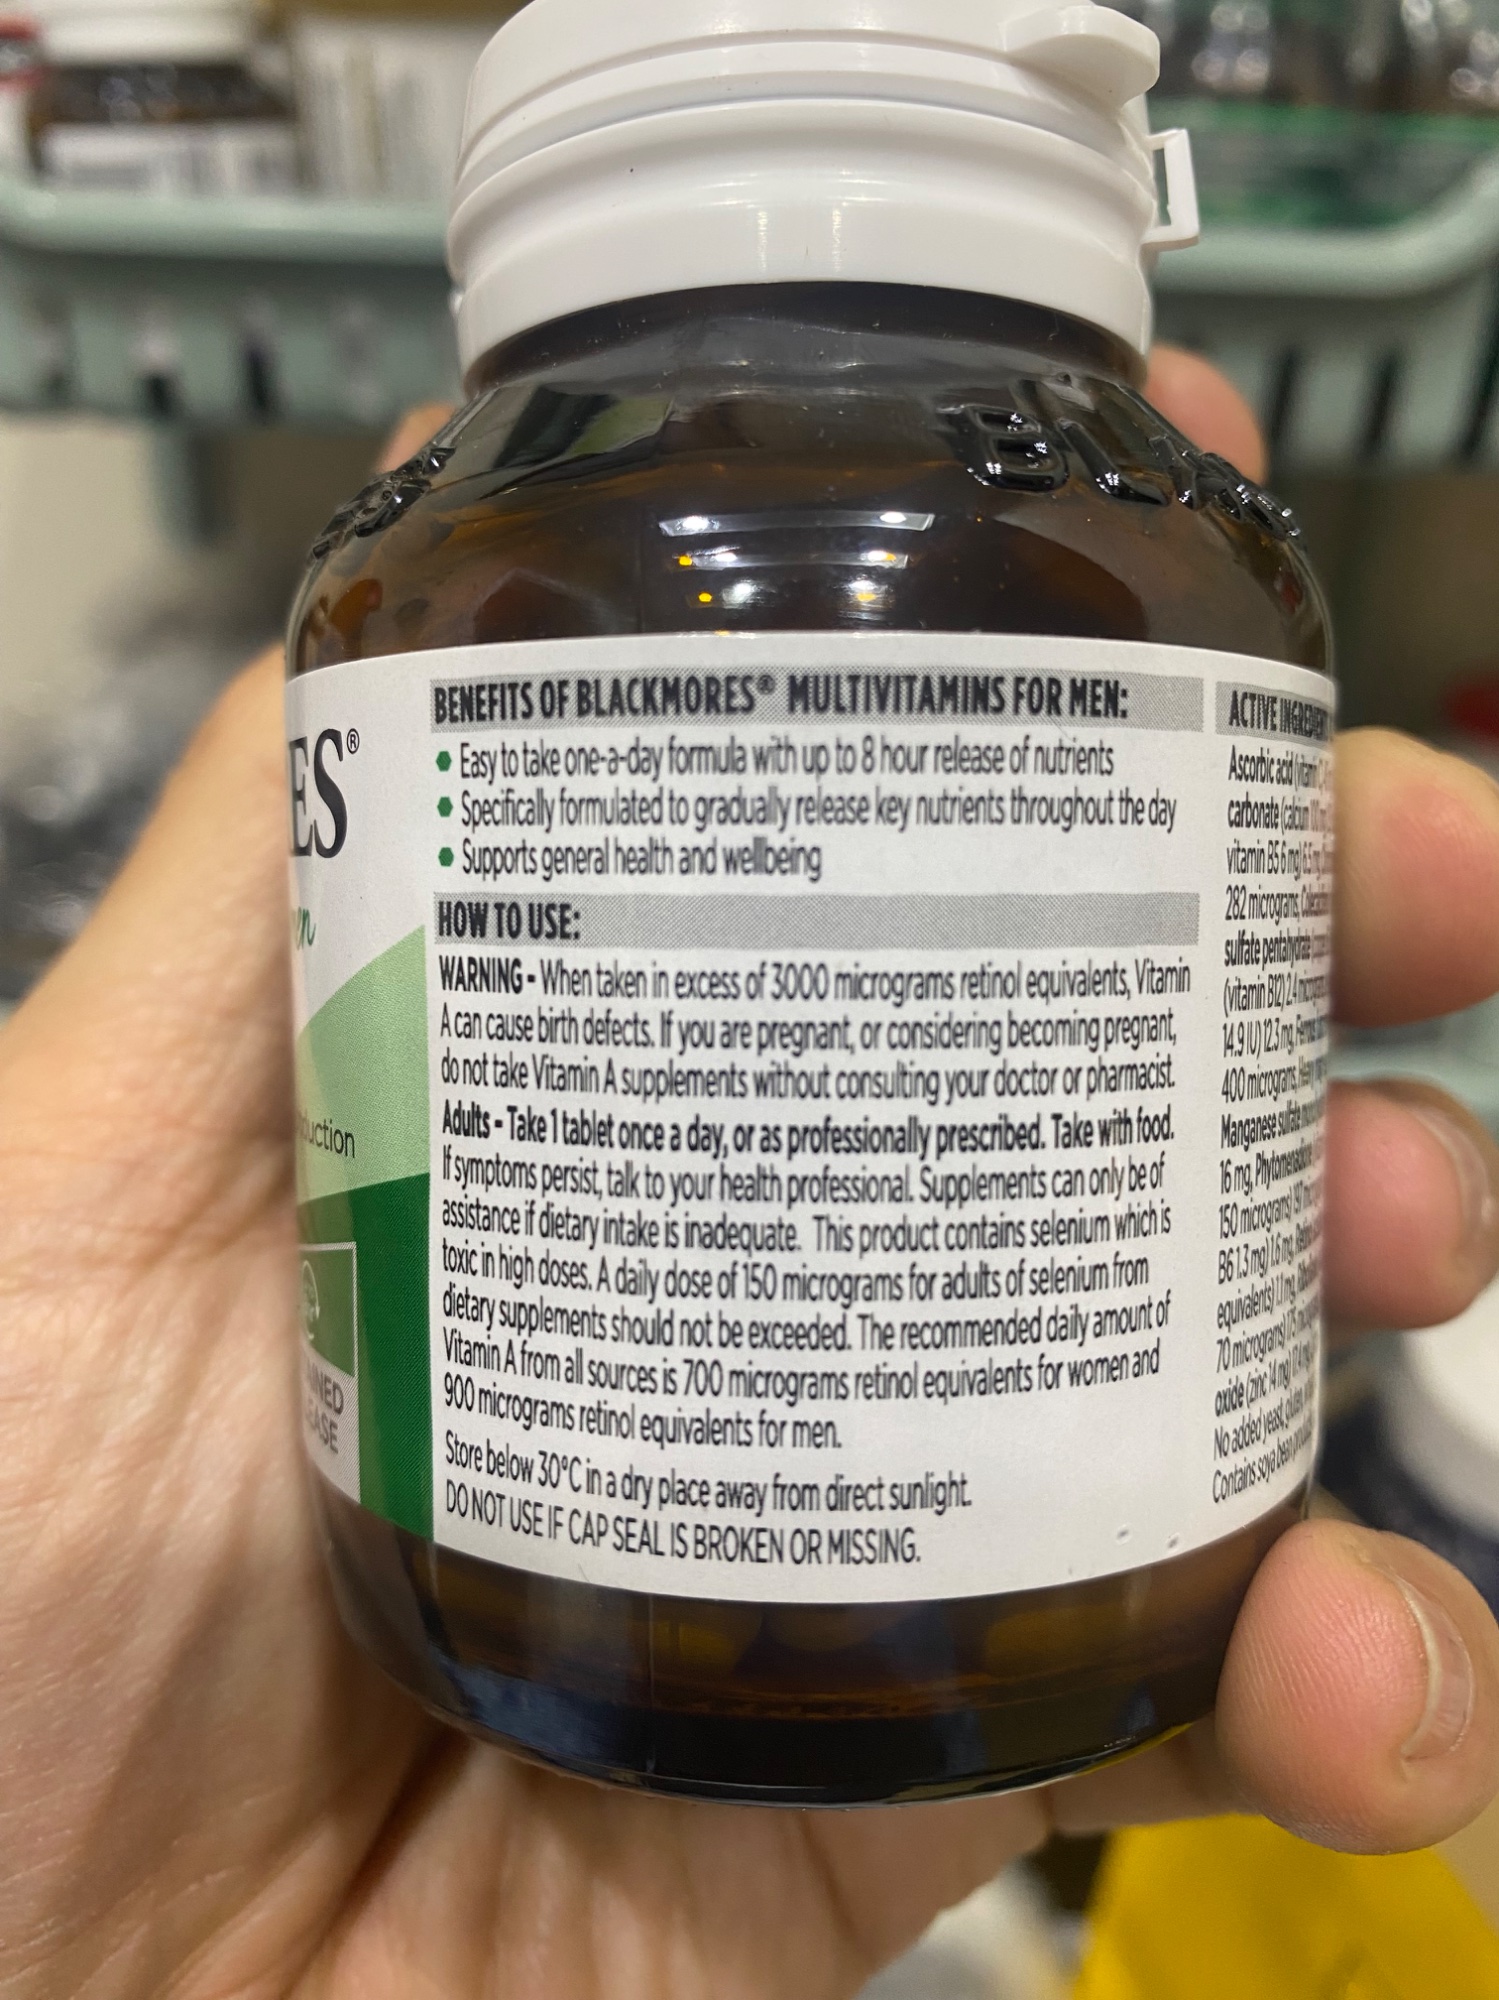 BENEFITS OF BLACKMORES® MULTIVITAMINS FOR MEN:
Easy to take one-a-day formula with up to 8 hour release of nutrients
Specifically formulated to gradually release key nutrients throughout the day
Supports general health and wellbeing
HOW TO USE:
WARNING - When taken in excess of 3000 micrograms retinol equivalents, Vitamin
A can cause birth defects. If you are pregnant, or considering becoming pregnant,
do not take Vitamin A supplements without consulting your doctor or pharmacist.
Adults - Take 1 tablet once a day, or as professionally prescribed. Take with food.
If symptoms persist, talk to your health professional. Supplements can only be of
assistance if dietary intake is inadequate. This product contains selenium which is
toxic in high doses. A daily dose of 150 micrograms for adults of selenium from
dietary supplements should not be exceeded. The recommended daily amount of
Vitamin A from all sources is 700 micrograms retinol equivalents for women and
900 micrograms retinol equivalents for men.
Store below 30°C in a dry place away from direct sunlight.
DO NOT USE IF CAP SEAL IS BROKEN OR MISSING.
ACTIVE
Ascorbic acid (vitamin C
carbonate (calcium
vitamin B5 6 mg) 6.5 mg,
282 micrograms,
sulfate pentahydrate
(vitamin B12) 2.4
14.9 IU) 12.3 mg,
400 micrograms,
Manganese sulfate
16 mg,
150 micrograms)
B6 1.3 mg) 1.6 mg,
equivalents) 1.1 mg,
70 micrograms)
oxide (zinc 14 mg)
No added yeast,
Contains soya bean
ES®